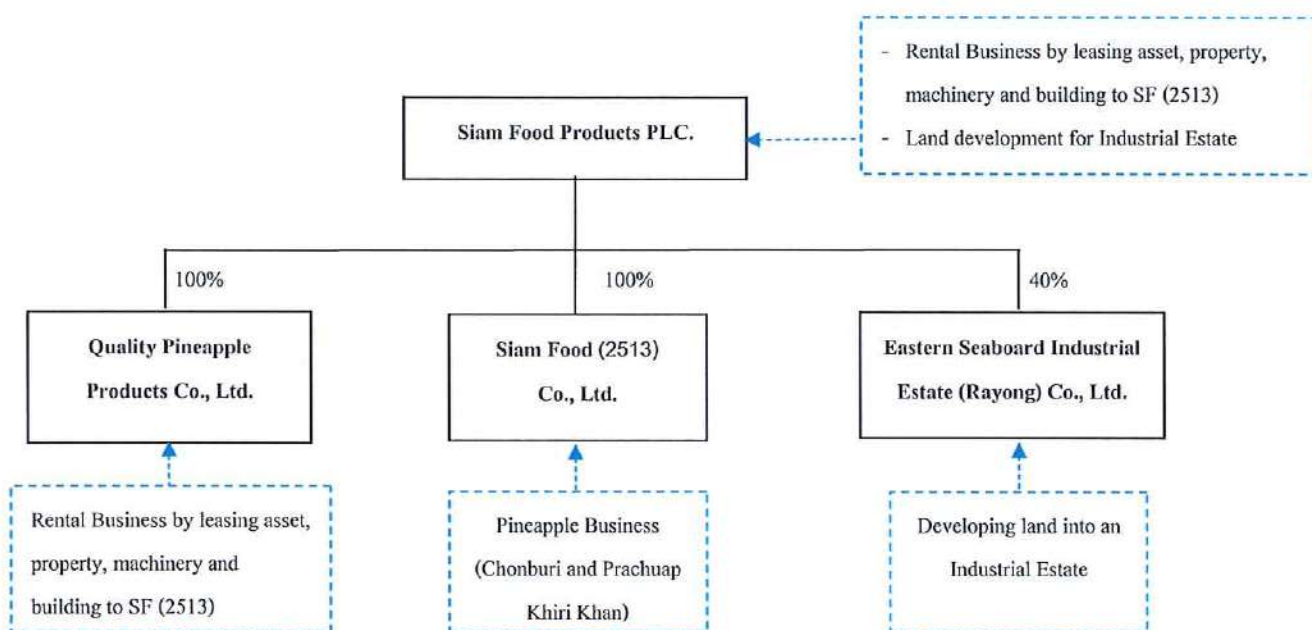 - Rental Business by leasing asset, property,
machinery and building to SF (2513)
- Land development for Industrial Estate
Siam Food Products PLC.
100%
100%
40%
Quality Pineapple
Products Co., Ltd.
Siam Food (2513)
Co., Ltd.
Eastern Seaboard Industrial
Estate (Rayong) Co., Ltd.
Rental Business by leasing asset,
property, machinery and
building to SF (2513)
Pineapple Business
(Chonburi and Prachuap
Khiri Khan)
Developing land into an
Industrial Estate